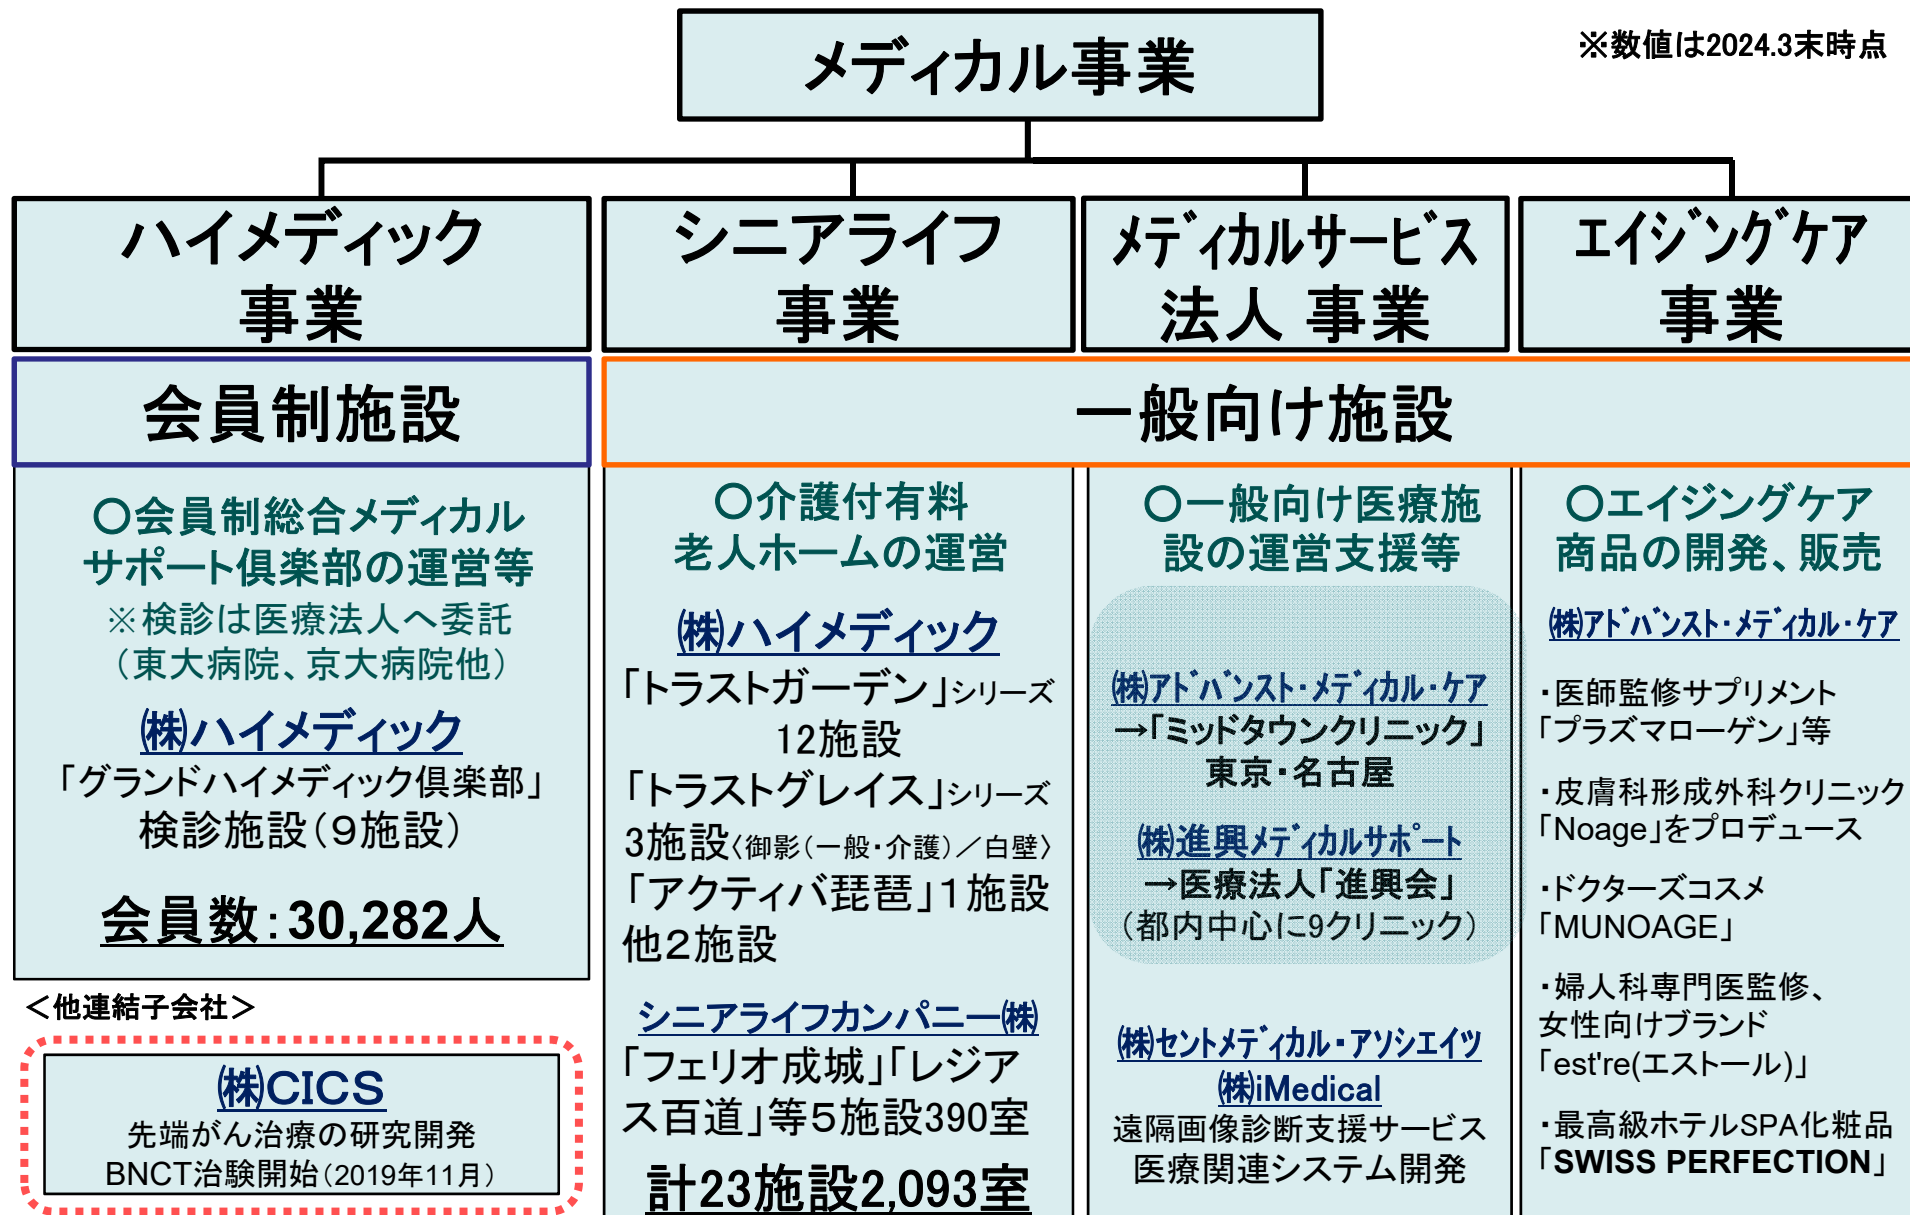 メディカル事業
※数値は2024.3末時点
ハイメディック
事業
シニアライフ
事業
メディカルサービス
法人 事業
エイジングケア
事業
会員制施設
一般向け施設
○会員制総合メディカル
サポート倶楽部の運営等
※検診は医療法人へ委託
（東大病院、京大病院他）
㈱ハイメディック
「グランドハイメディック倶楽部」
検診施設（９施設）
会員数：30,282人
＜他連結子会社＞
㈱ＣＩＣＳ
先端がん治療の研究開発
BNCT治験開始（2019年11月）
○介護付有料
老人ホームの運営
㈱ハイメディック
「トラストガーデン」シリーズ
12施設
「トラストグレイス」シリーズ
3施設〈御影（一般・介護）／白壁〉
「アクティバ琵琶」１施設
他２施設
シニアライフカンパニー㈱
「フェリオ成城」「レジア
ス百道」等５施設390室
計23施設2,093室
○一般向け医療施
設の運営支援等
㈱ｱﾄﾞﾊﾞﾝｽﾄ・ﾒﾃﾞｨｶﾙ・ｹｱ
→「ミッドタウンクリニック」
東京・名古屋
㈱進興ﾒﾃﾞｨｶﾙｻﾎﾟｰﾄ
→医療法人「進興会」
（都内中心に9クリニック）
㈱ｾﾝﾄﾒﾃﾞｨｶﾙ・ｱｿｼｴｲﾂ
㈱iMedical
遠隔画像診断支援サービス
医療関連システム開発
○エイジングケア
商品の開発、販売
㈱ｱﾄﾞﾊﾞﾝｽﾄ・ﾒﾃﾞｨｶﾙ・ｹｱ
・医師監修サプリメント
「プラズマローゲン」等
・皮膚科形成外科クリニック
「Noage」をプロデュース
・ドクターズコスメ
「MUNOAGE」
・婦人科専門医監修、
女性向けブランド
「est're(エストール)」
・最高級ホテルSPA化粧品
「SWISS PERFECTION」